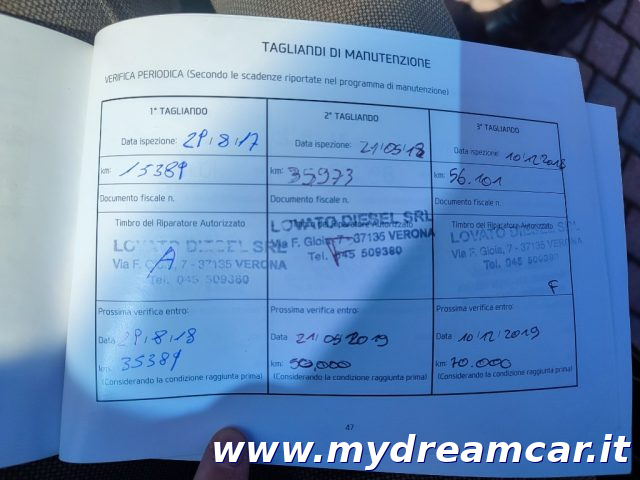 TAGLIANDI DI MANUTENZIONE
VERIFICA PERIODICA (Secondo le scadenze riportate nel programma di manutenzione)
1° TAGLIANDO
Data ispezione: 29/8/17
km: 15389
Documento fiscale n.
Timbro del Riparatore Autorizzato
LOVATO DIESEL SRL
Via F. Gioia, 7 - 37135 VERONA
Tel. 045 509380
A
Prossima verifica entro:
Data 29/8/18
km: 35389
(Considerando la condizione raggiunta prima)
2° TAGLIANDO
Data ispezione: 21/05/18
km: 35973
Documento fiscale n.
Timbro del Riparatore Autorizzato
LOVATO DIESEL SRL
Via F. Gioia, 7 - 37135 VERONA
Tel. 045 509380
F
Prossima verifica entro:
Data 21/05/2019
km: 50,000
(Considerando la condizione raggiunta prima)
3° TAGLIANDO
Data ispezione: 10/12/2018
km: 56.101
Documento fiscale n.
Timbro del Riparatore Autorizzato
LOVATO DIESEL SRL
Via F. Gioia, 7 - 37135 VERONA
Tel. 045 509380
F
Prossima verifica entro:
Data 10/12/2019
km: 70.000
(Considerando la condizione raggiunta prima)
47
www.mydreamcar.it